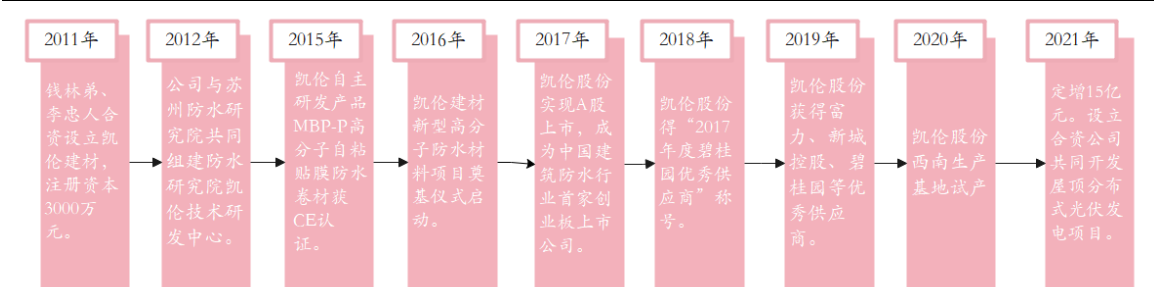 2011年
钱林弟、
李忠人合
资设立凯
伦建材，
注册资本
3000万
元。
2012年
公司与苏
州防水研
究院共同
组建防水
研究院凯
伦技术研
发中心。
2015年
凯伦自主
研发产品
MBP-P高
分子自粘
贴膜防水
卷材获
CE认
证。
2016年
凯伦建材
新型高分
子防水材
料项目奠
基仪式启
动。
2017年
凯伦股份
实现A股
上市，成
为中国建
筑防水行
业首家创
业板上市
公司。
2018年
凯伦股份
得“2017
年度碧桂
园优秀供
应商”称
号。
2019年
凯伦股份
获得富
力、新城
控股、碧
桂园等优
秀供应
商。
2020年
凯伦股份
西南生产
基地试产
2021年
定增15亿
元。设立
合资公司
共同开发
屋顶分布
式光伏发
电项目。